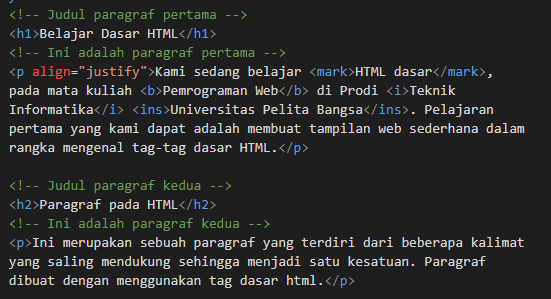 <!-- Judul paragraf pertama -->
<h1>Belajar Dasar HTML</h1>
<!-- Ini adalah paragraf pertama -->
<p align="justify">Kami sedang belajar <mark>HTML dasar</mark>,
pada mata kuliah <b>Pemrograman Web</b> di Prodi <i>Teknik
Informatika</i> <ins>Universitas Pelita Bangsa</ins>. Pelajaran
pertama yang kami dapat adalah membuat tampilan web sederhana dalam
rangka mengenal tag-tag dasar HTML.</p>
<!-- Judul paragraf kedua -->
<h2>Paragraf pada HTML</h2>
<!-- Ini adalah paragraf kedua -->
<p>Ini merupakan sebuah paragraf yang terdiri dari beberapa kalimat
yang saling mendukung sehingga menjadi satu kesatuan. Paragraf
dibuat dengan menggunakan tag dasar html.</p>